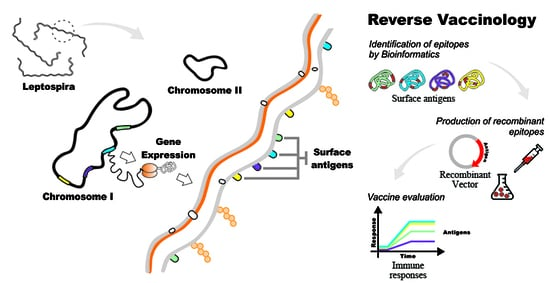 Reverse Vaccinology
Identification of epitopes
by Bioinformatics
Surface antigens
Leptospira
Chromosome II
Gene
Expression
Chromosome I
Surface
antigens
Production of recombinant
epitopes
Antigen
Recombinant
Vector
Vaccine evaluation
Response
Antigens
Time
Immune
responses